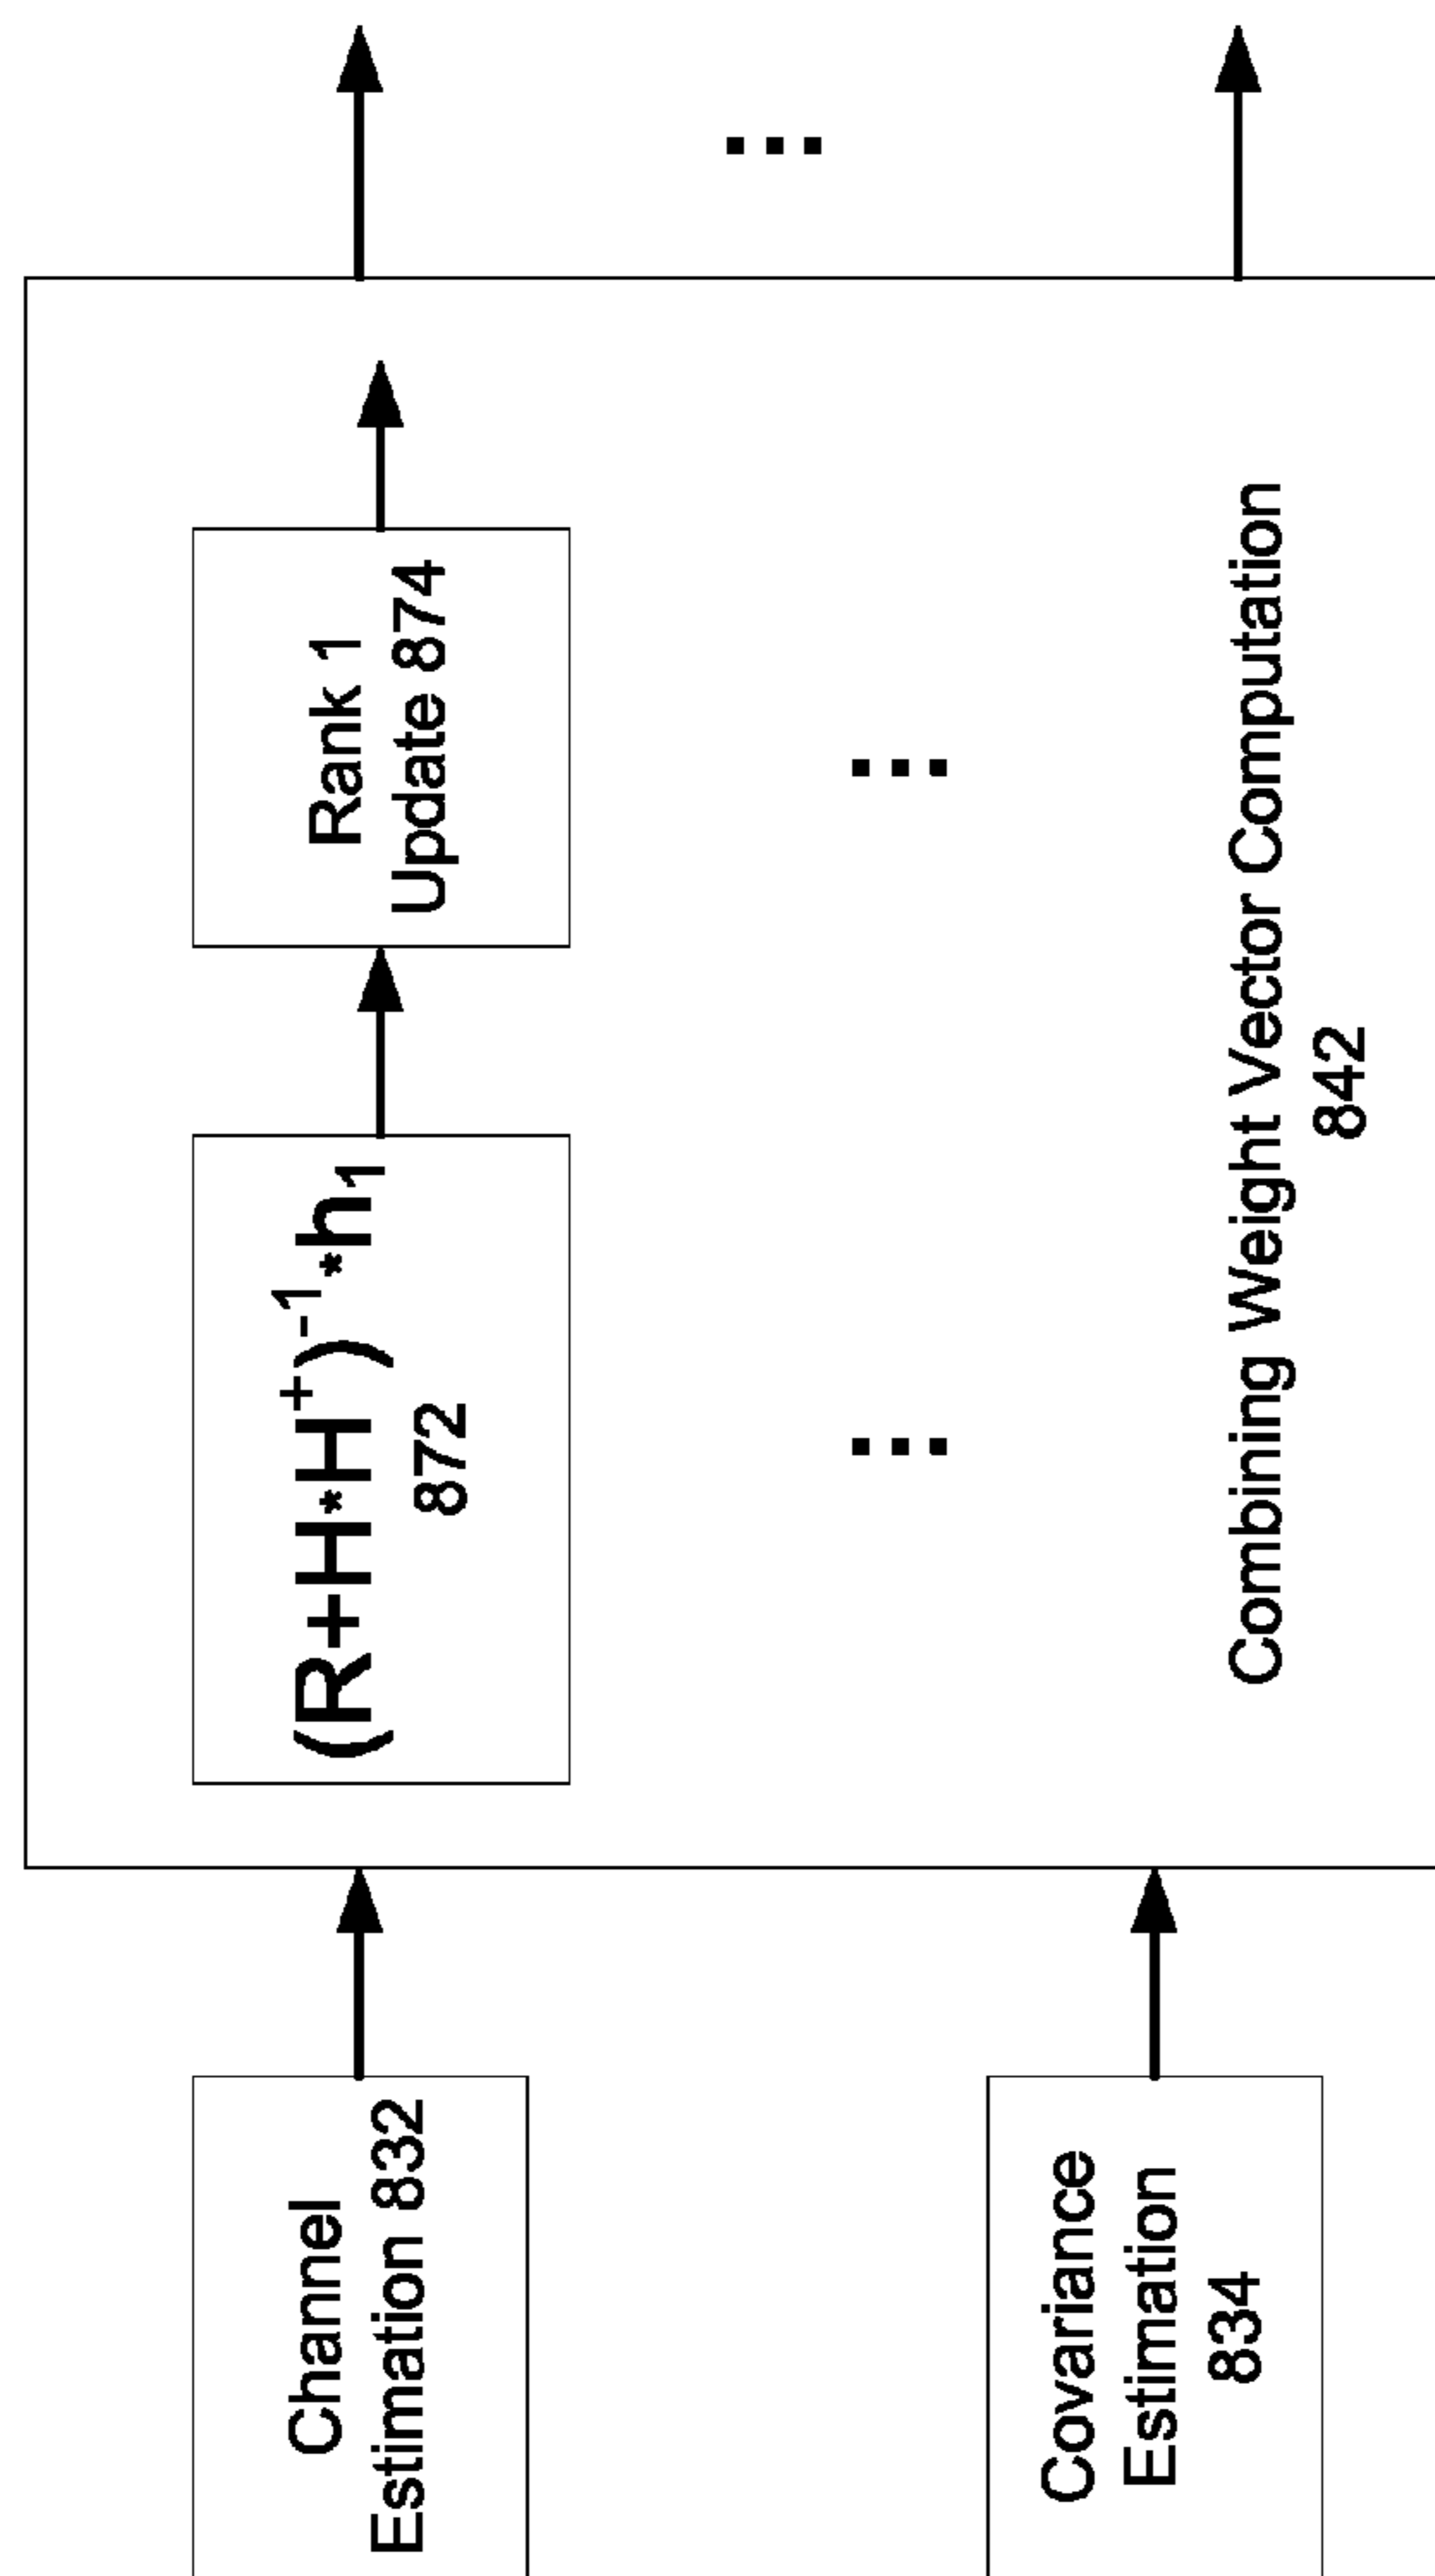 Channel
Estimation 832
Covariance
Estimation
834
(R+H*H⁺)⁻¹*h₁
872
Rank 1
Update 874
Combining Weight Vector Computation
842